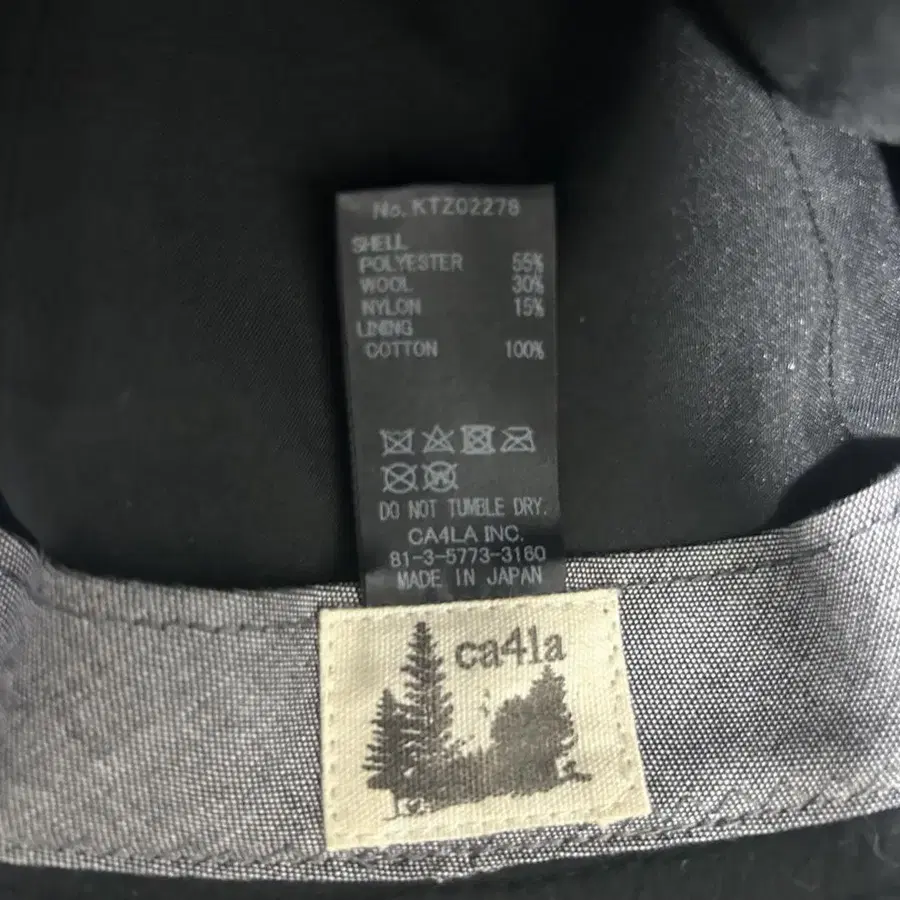 No. KTZ02278
SHELL
POLYESTER 55%
WOOL 30%
NYLON 15%
LINING
COTTON 100%
DO NOT TUMBLE DRY.
CA4LA INC.
81-3-5773-3160
MADE IN JAPAN
ca4la